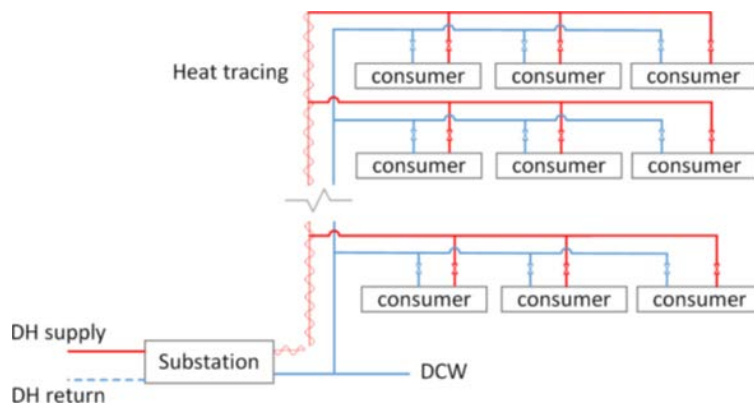 Heat tracing
consumer consumer consumer
consumer consumer consumer
consumer consumer consumer
DH supply
Substation
DCW
DH return